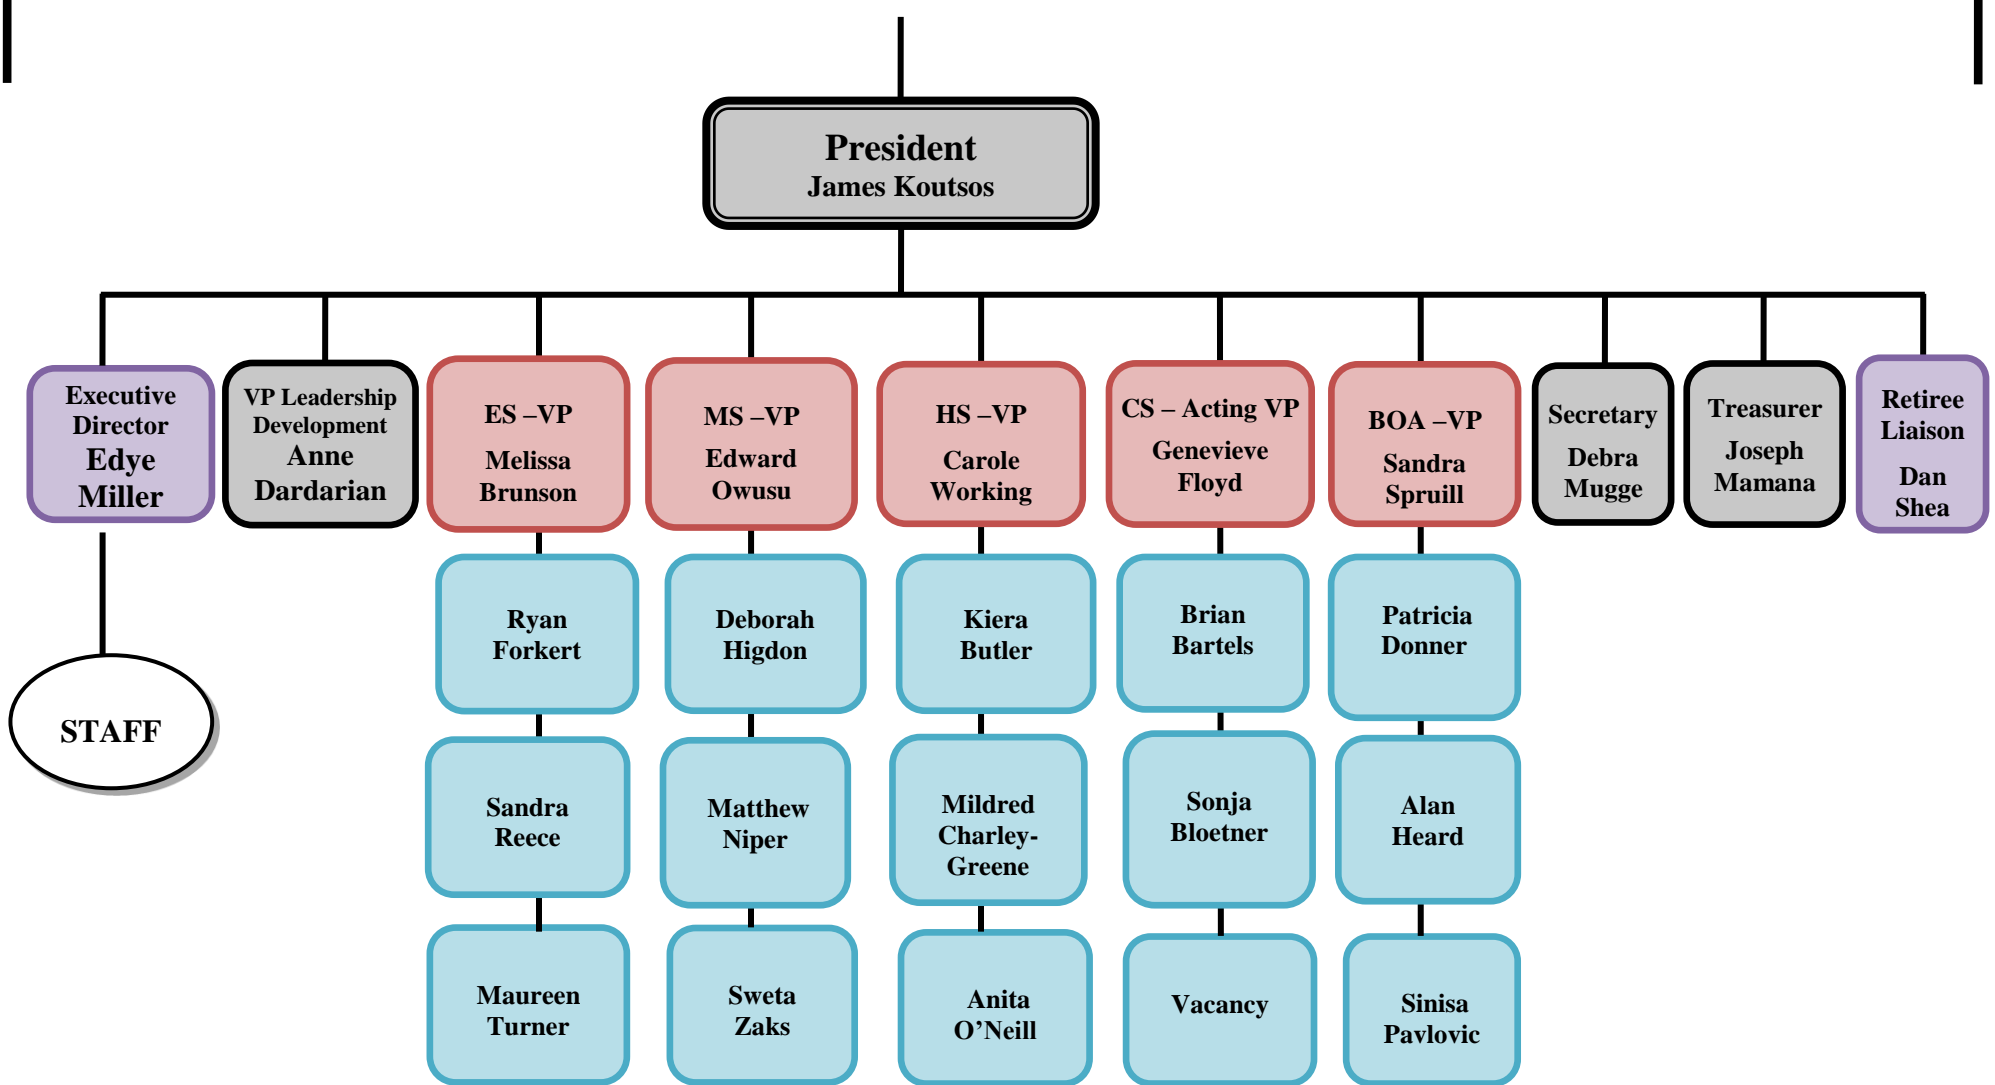 President
James Koutsos
Executive
Director
Edye
Miller
VP Leadership
Development
Anne
Dardarian
ES –VP
Melissa
Brunson
MS –VP
Edward
Owusu
HS –VP
Carole
Working
CS – Acting VP
Genevieve
Floyd
BOA –VP
Sandra
Spruill
Secretary
Debra
Mugge
Treasurer
Joseph
Mamana
Retiree
Liaison
Dan
Shea
STAFF
Ryan
Forkert
Deborah
Higdon
Kiera
Butler
Brian
Bartels
Patricia
Donner
Sandra
Reece
Matthew
Niper
Mildred
Charley-
Greene
Sonja
Bloetner
Alan
Heard
Maureen
Turner
Sweta
Zaks
Anita
O’Neill
Vacancy
Sinisa
Pavlovic